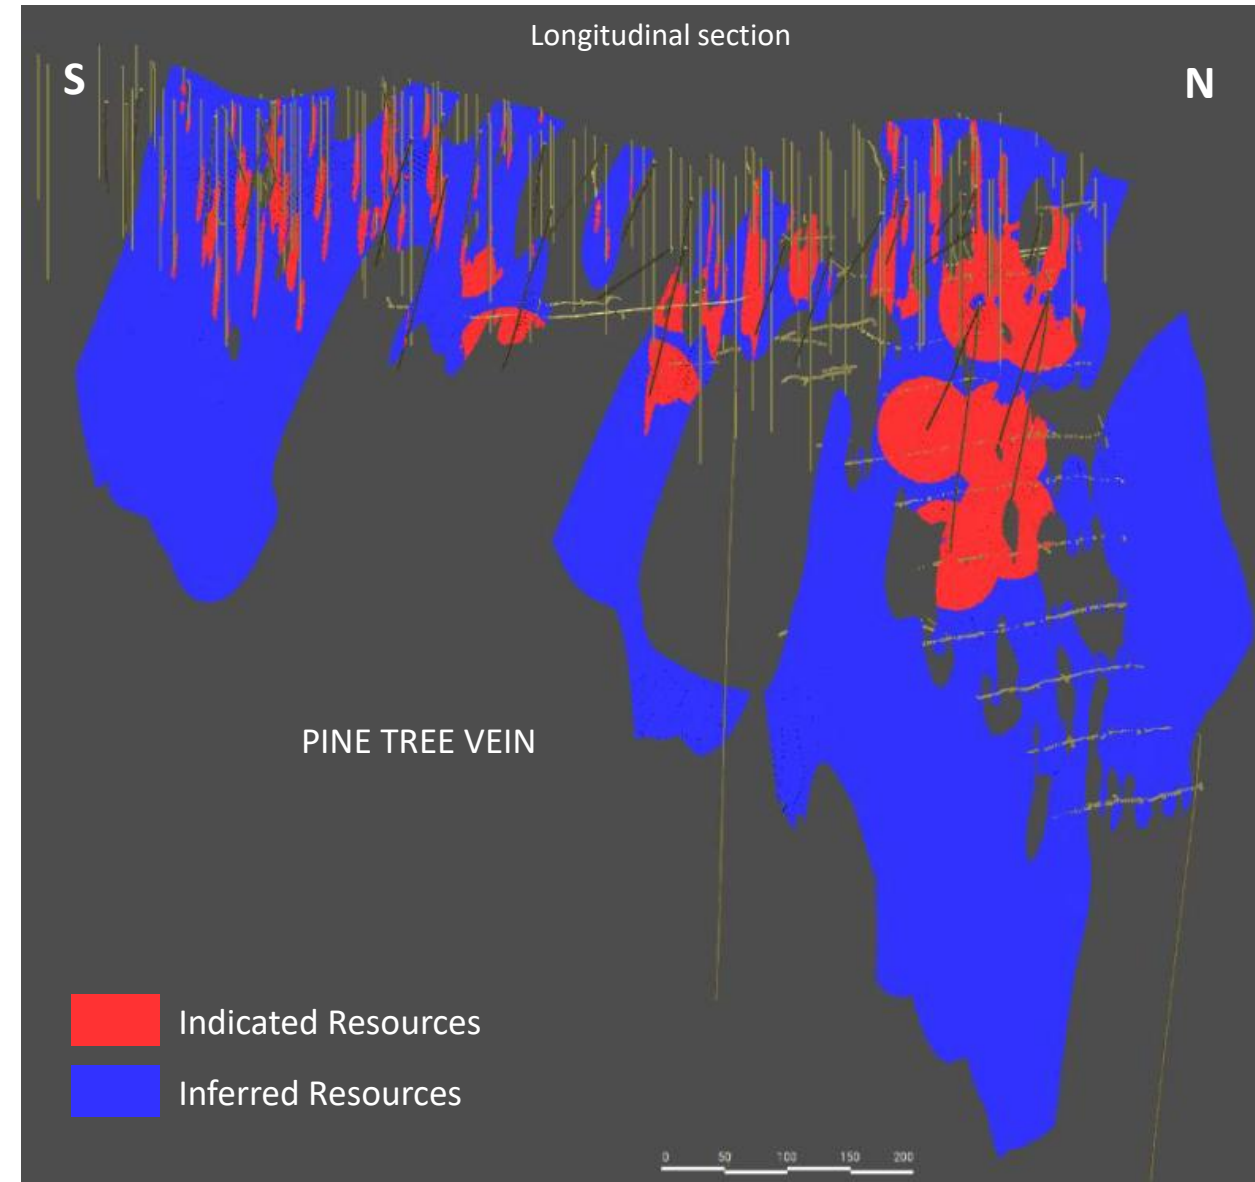 Longitudinal section
S
N
PINE TREE VEIN
Indicated Resources
Inferred Resources
0 50 100 150 200